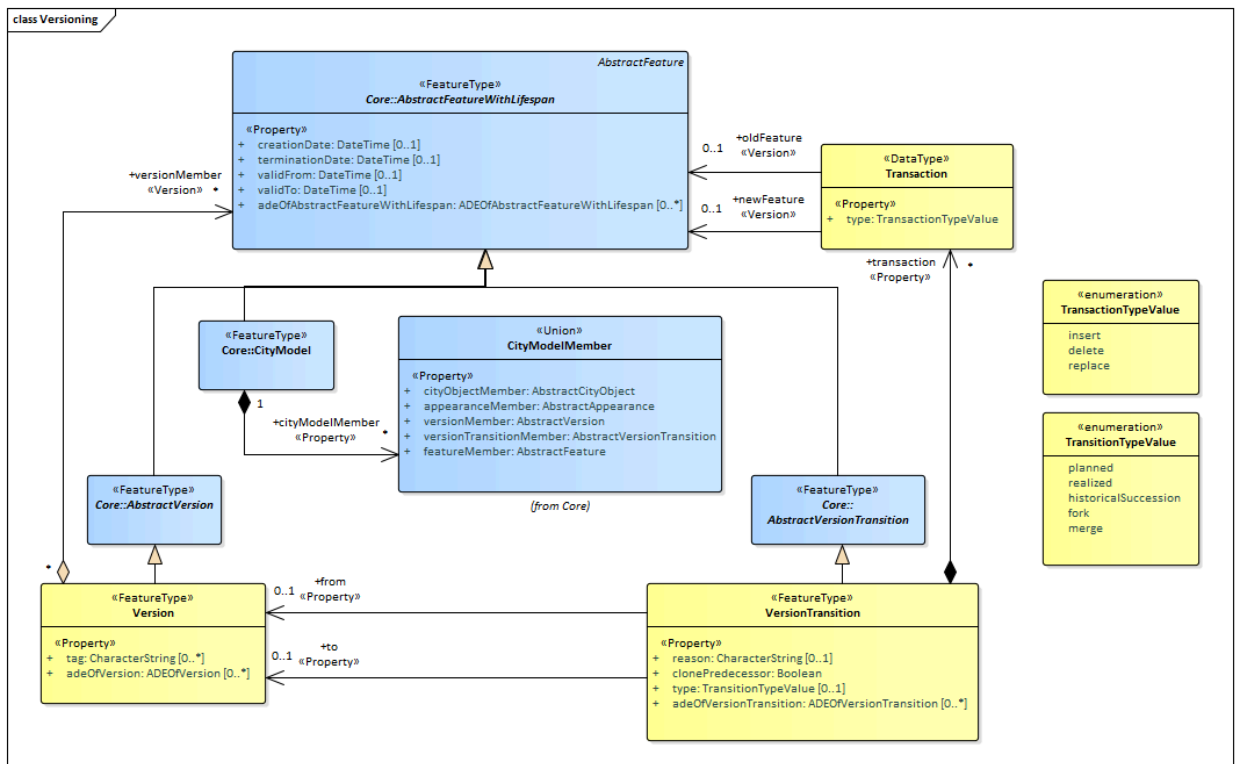 class Versioning
AbstractFeature
«FeatureType»
Core::AbstractFeatureWithLifespan
«Property»
+ creationDate: DateTime [0..1]
+ terminationDate: DateTime [0..1]
+ validFrom: DateTime [0..1]
+ validTo: DateTime [0..1]
+ adeOfAbstractFeatureWithLifespan: ADEOfAbstractFeatureWithLifespan [0..*]
+oldFeature
0..1 «Version»
+newFeature
0..1 «Version»
«DataType»
Transaction
«Property»
+ type: TransactionTypeValue
+versionMember
«Version» *
+transaction
«Property» *
«FeatureType»
Core::CityModel
1
+cityModelMember
«Property» *
«Union»
CityModelMember
«Property»
+ cityObjectMember: AbstractCityObject
+ appearanceMember: AbstractAppearance
+ versionMember: AbstractVersion
+ versionTransitionMember: AbstractVersionTransition
+ featureMember: AbstractFeature
(from Core)
«enumeration»
TransactionTypeValue
insert
delete
replace
«enumeration»
TransitionTypeValue
planned
realized
historicalSuccession
fork
merge
«FeatureType»
Core::AbstractVersion
«FeatureType»
Core::
AbstractVersionTransition
*
«FeatureType»
Version
«Property»
+ tag: CharacterString [0..*]
+ adeOfVersion: ADEOfVersion [0..*]
+from
0..1 «Property»
+to
0..1 «Property»
«FeatureType»
VersionTransition
«Property»
+ reason: CharacterString [0..1]
+ clonePredecessor: Boolean
+ type: TransitionTypeValue [0..1]
+ adeOfVersionTransition: ADEOfVersionTransition [0..*]